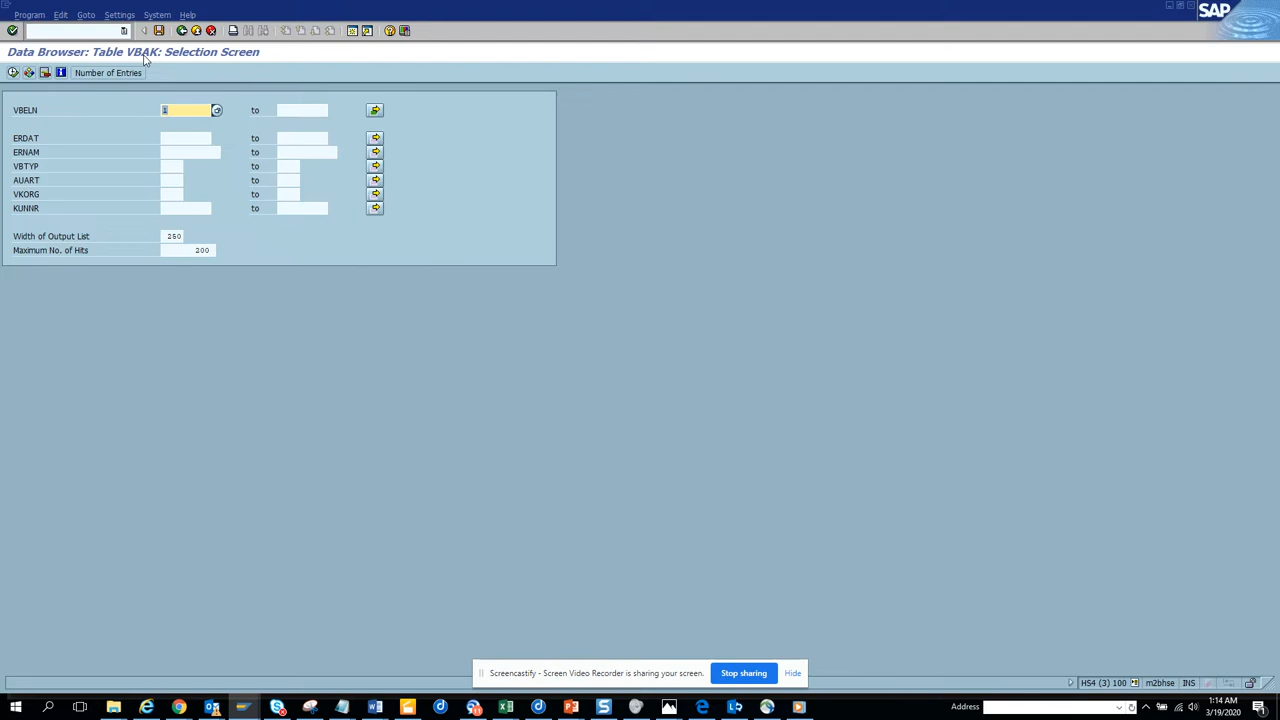 Program Edit Goto Settings System Help
SAP
Data Browser: Table VBAK: Selection Screen
Number of Entries
VBELN 1 to
ERDAT to
ERNAM to
VBTYP to
AUART to
VKORG to
KUNNR to
Width of Output List 250
Maximum No. of Hits 200
Screencastify - Screen Video Recorder is sharing your screen. Stop sharing Hide
HS4 (3) 100 m2bhse INS
Address
1:14 AM
3/19/2020